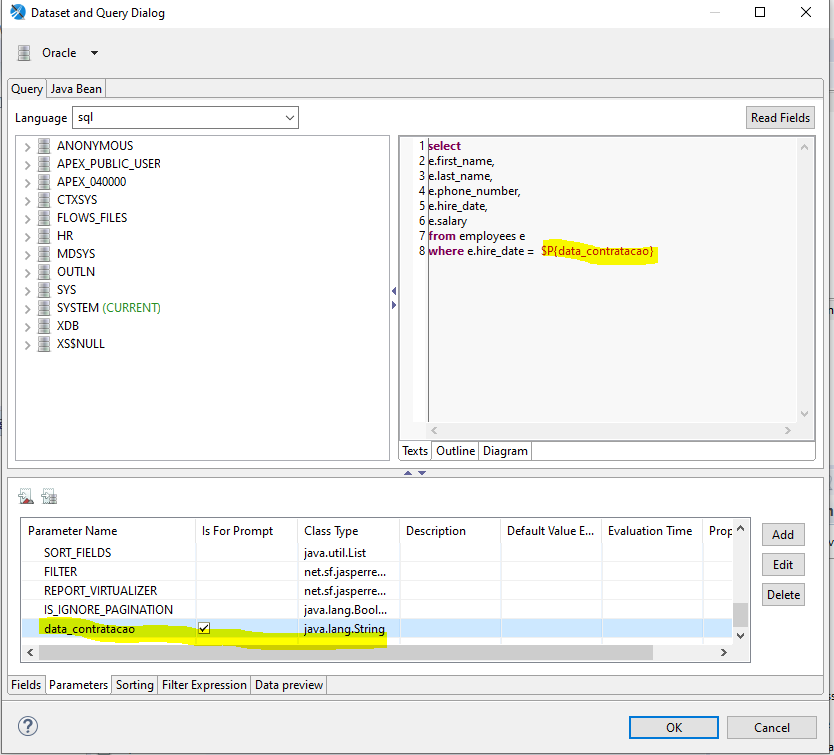 Dataset and Query Dialog
Oracle
Query Java Bean
Language sql Read Fields
ANONYMOUS
APEX_PUBLIC_USER
APEX_040000
CTXSYS
FLOWS_FILES
HR
MDSYS
OUTLN
SYS
SYSTEM (CURRENT)
XDB
XS$NULL
1 select
2 e.first_name,
3 e.last_name,
4 e.phone_number,
5 e.hire_date,
6 e.salary
7 from employees e
8 where e.hire_date = $P{data_contratacao}
Texts Outline Diagram
Parameter Name Is For Prompt Class Type Description Default Value E... Evaluation Time Prop
SORT_FIELDS java.util.List
FILTER net.sf.jasperre...
REPORT_VIRTUALIZER net.sf.jasperre...
IS_IGNORE_PAGINATION java.lang.Bool...
data_contratacao java.lang.String
Add
Edit
Delete
Fields Parameters Sorting Filter Expression Data preview
? OK Cancel